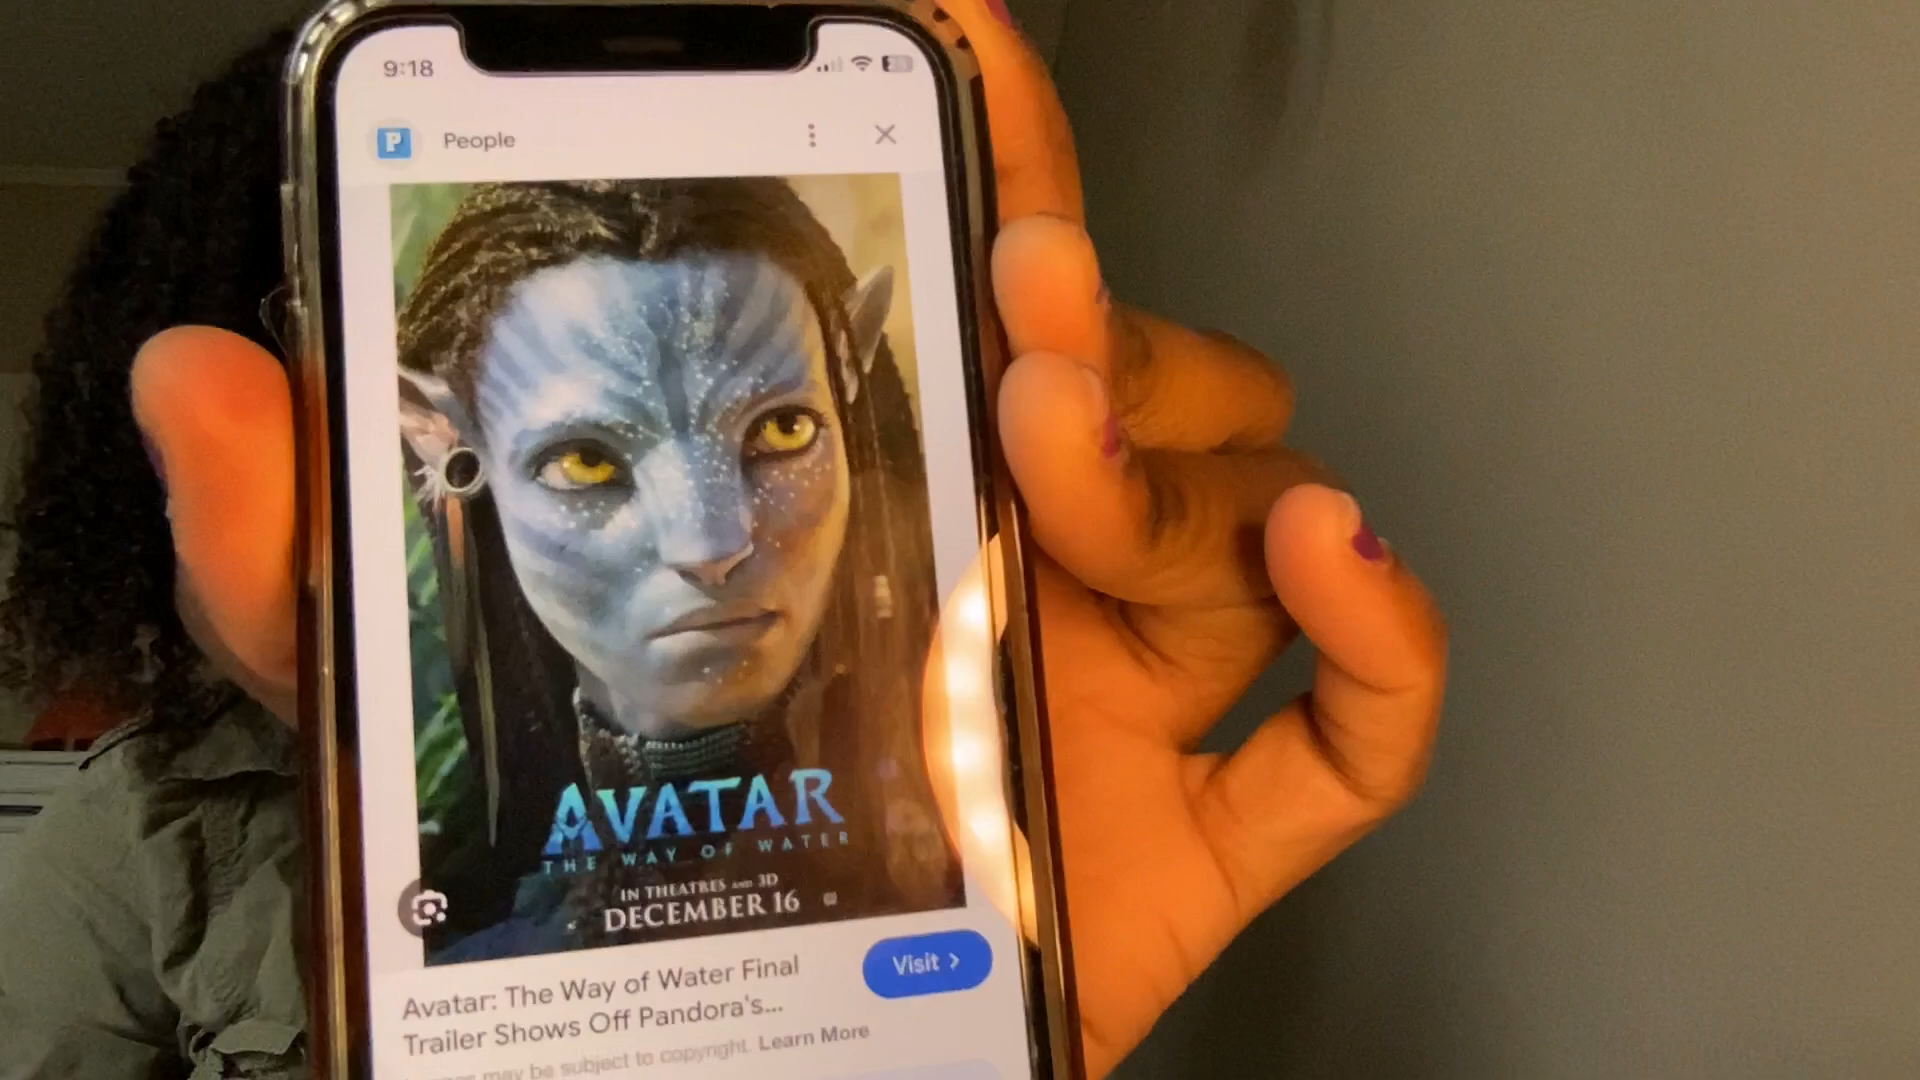 9:18
P People
AVATAR
THE WAY OF WATER
IN THEATRES AND 3D
DECEMBER 16
Avatar: The Way of Water Final
Trailer Shows Off Pandora's...
Visit >
may be subject to copyright. Learn More